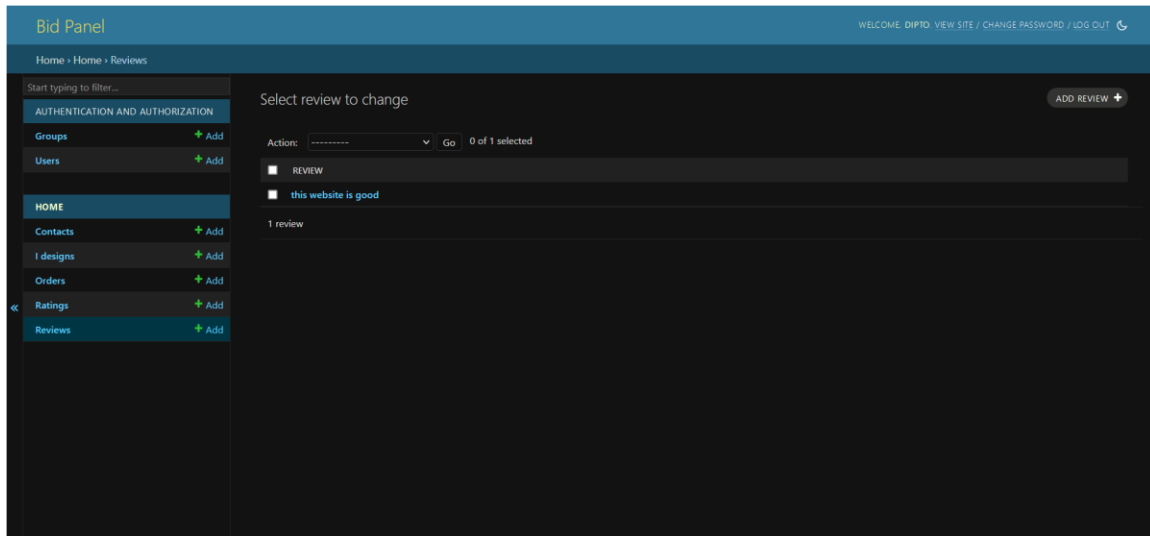 Bid Panel
WELCOME, DIPTO. VIEW SITE / CHANGE PASSWORD / LOG OUT
Home › Home › Reviews
Start typing to filter...
AUTHENTICATION AND AUTHORIZATION
Groups + Add
Users + Add
HOME
Contacts + Add
I designs + Add
Orders + Add
Ratings + Add
Reviews + Add
«
Select review to change
ADD REVIEW +
Action: --------- Go 0 of 1 selected
REVIEW
this website is good
1 review